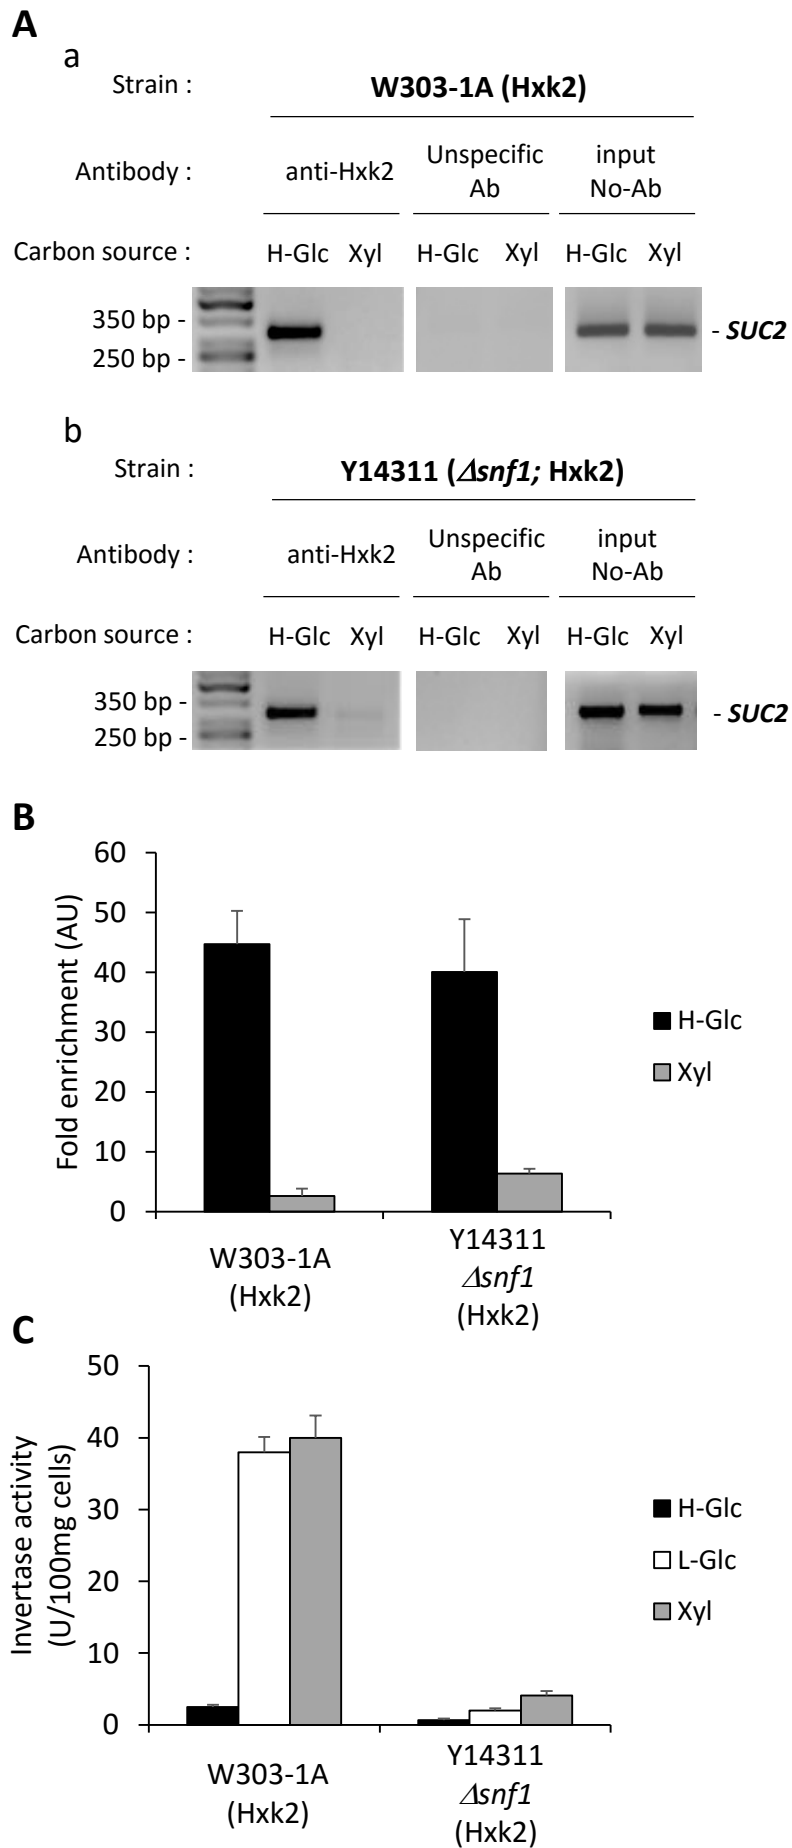 A
a
Strain : W303-1A (Hxk2)
Antibody : anti-Hxk2 Unspecific Ab input No-Ab
Carbon source : H-Glc Xyl H-Glc Xyl H-Glc Xyl
350 bp -
250 bp -
- SUC2
b
Strain : Y14311 (Δsnf1; Hxk2)
Antibody : anti-Hxk2 Unspecific Ab input No-Ab
Carbon source : H-Glc Xyl H-Glc Xyl H-Glc Xyl
350 bp -
250 bp -
- SUC2
B
Fold enrichment (AU)
60
50
40
30
20
10
0
H-Glc
Xyl
W303-1A
(Hxk2)
Y14311
Δsnf1
(Hxk2)
C
Invertase activity
(U/100mg cells)
50
40
30
20
10
0
H-Glc
L-Glc
Xyl
W303-1A
(Hxk2)
Y14311
Δsnf1
(Hxk2)